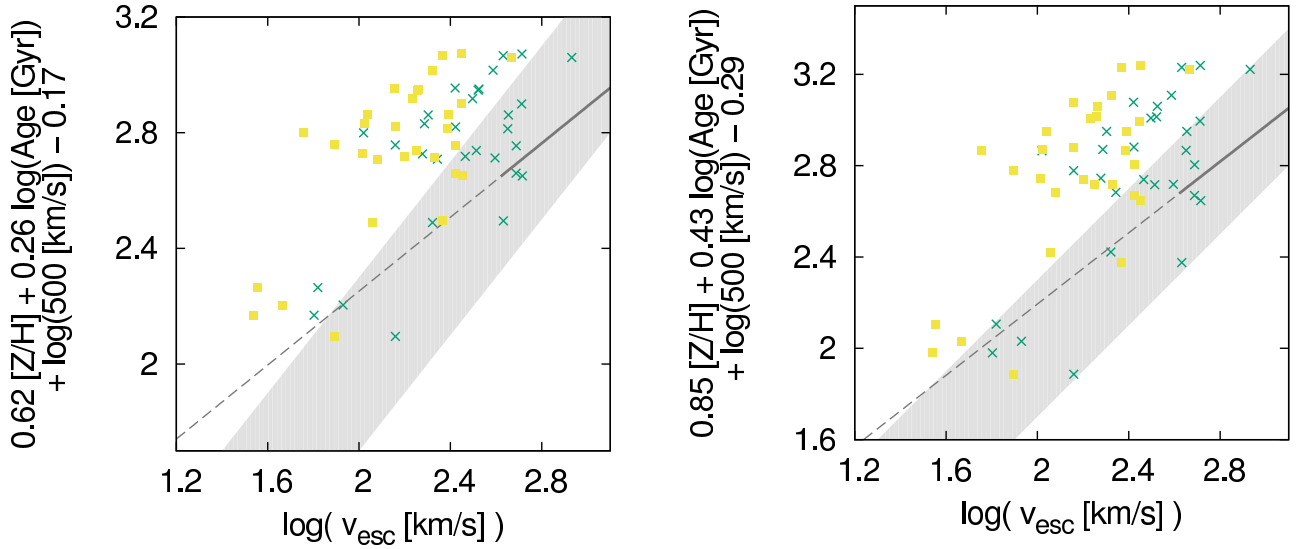 0.62 [Z/H] + 0.26 log(Age [Gyr])
+ log(500 [km/s]) − 0.17
3.2
2.8
2.4
2
1.2 1.6 2 2.4 2.8
log( v_esc [km/s] )
0.85 [Z/H] + 0.43 log(Age [Gyr])
+ log(500 [km/s]) − 0.29
3.2
2.8
2.4
2
1.6
1.2 1.6 2 2.4 2.8
log( v_esc [km/s] )